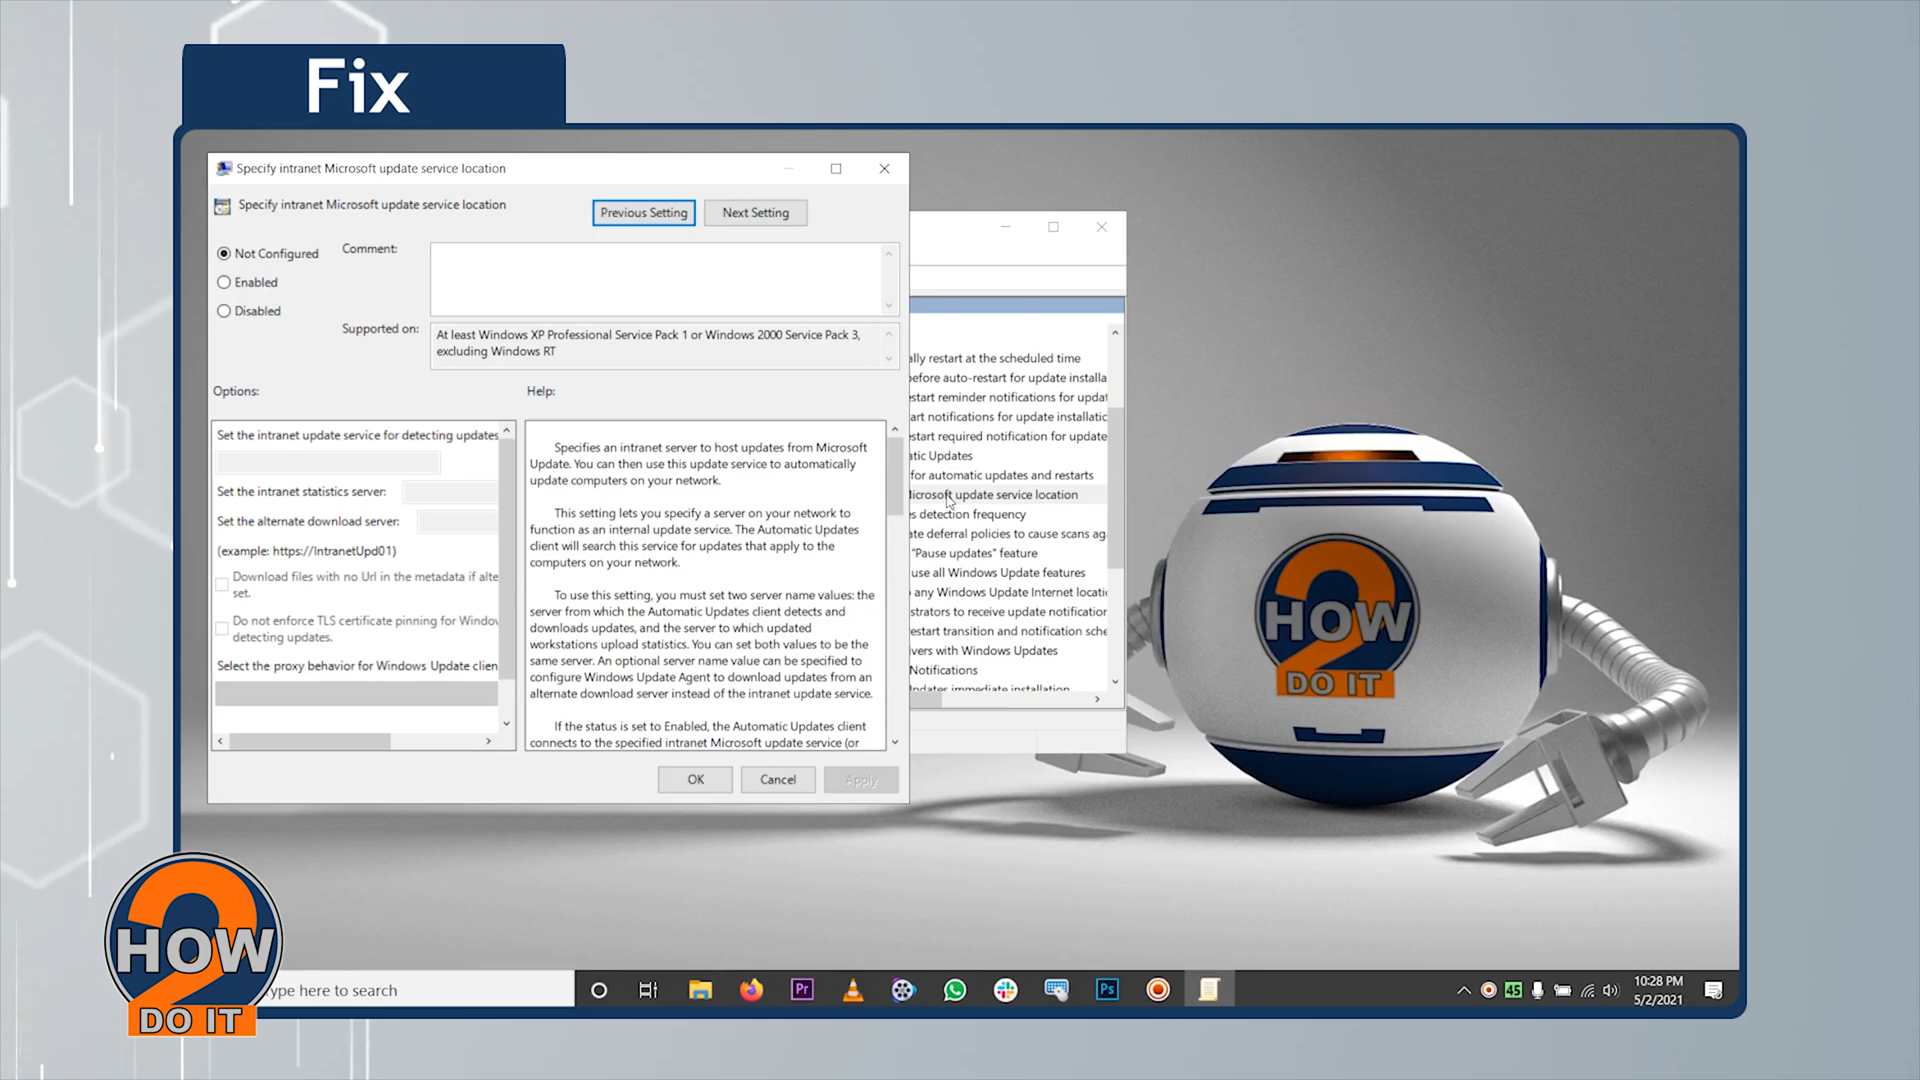 Fix
Specify intranet Microsoft update service location
Specify intranet Microsoft update service location
Previous Setting
Next Setting
Not Configured
Enabled
Disabled
Comment:
Supported on:
At least Windows XP Professional Service Pack 1 or Windows 2000 Service Pack 3,
excluding Windows RT
Options:
Help:
Set the intranet update service for detecting updates
Set the intranet statistics server:
Set the alternate download server:
(example: https://IntranetUpd01)
Download files with no Url in the metadata if alte
set.
Do not enforce TLS certificate pinning for Windov
detecting updates.
Select the proxy behavior for Windows Update clien
Specifies an intranet server to host updates from Microsoft
Update. You can then use this update service to automatically
update computers on your network.
This setting lets you specify a server on your network to
function as an internal update service. The Automatic Updates
client will search this service for updates that apply to the
computers on your network.
To use this setting, you must set two server name values: the
server from which the Automatic Updates client detects and
downloads updates, and the server to which updated
workstations upload statistics. You can set both values to be the
same server. An optional server name value can be specified to
configure Windows Update Agent to download updates from an
alternate download server instead of the intranet update service.
If the status is set to Enabled, the Automatic Updates client
connects to the specified intranet Microsoft update service (or
OK
Cancel
Apply
ally restart at the scheduled time
before auto-restart for update installa
estart reminder notifications for updat
art notifications for update installatic
estart required notification for update
tic Updates
for automatic updates and restarts
Microsoft update service location
s detection frequency
ate deferral policies to cause scans ag
"Pause updates" feature
use all Windows Update features
any Windows Update Internet locati
strators to receive update notification
estart transition and notification sche
vers with Windows Updates
Notifications
Updates immediate installation
HOW
2
DO IT
HOW
2
DO IT
ype here to search
Pr
Ps
45
10:28 PM
5/2/2021